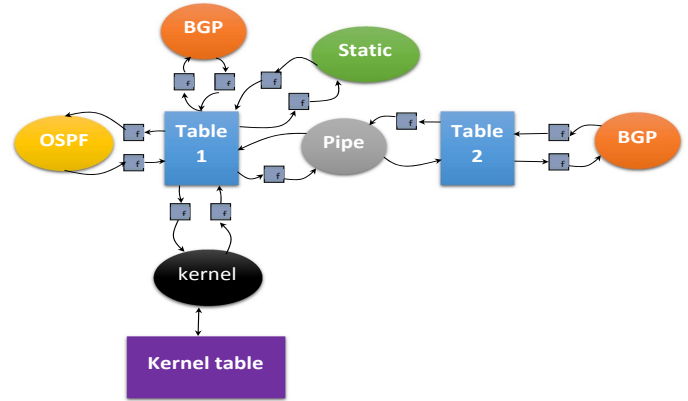 BGP
Static
f
f
f
f
f
f
f
OSPF
Table
1
Pipe
Table
2
BGP
f
f
f
f
f
kernel
Kernel table